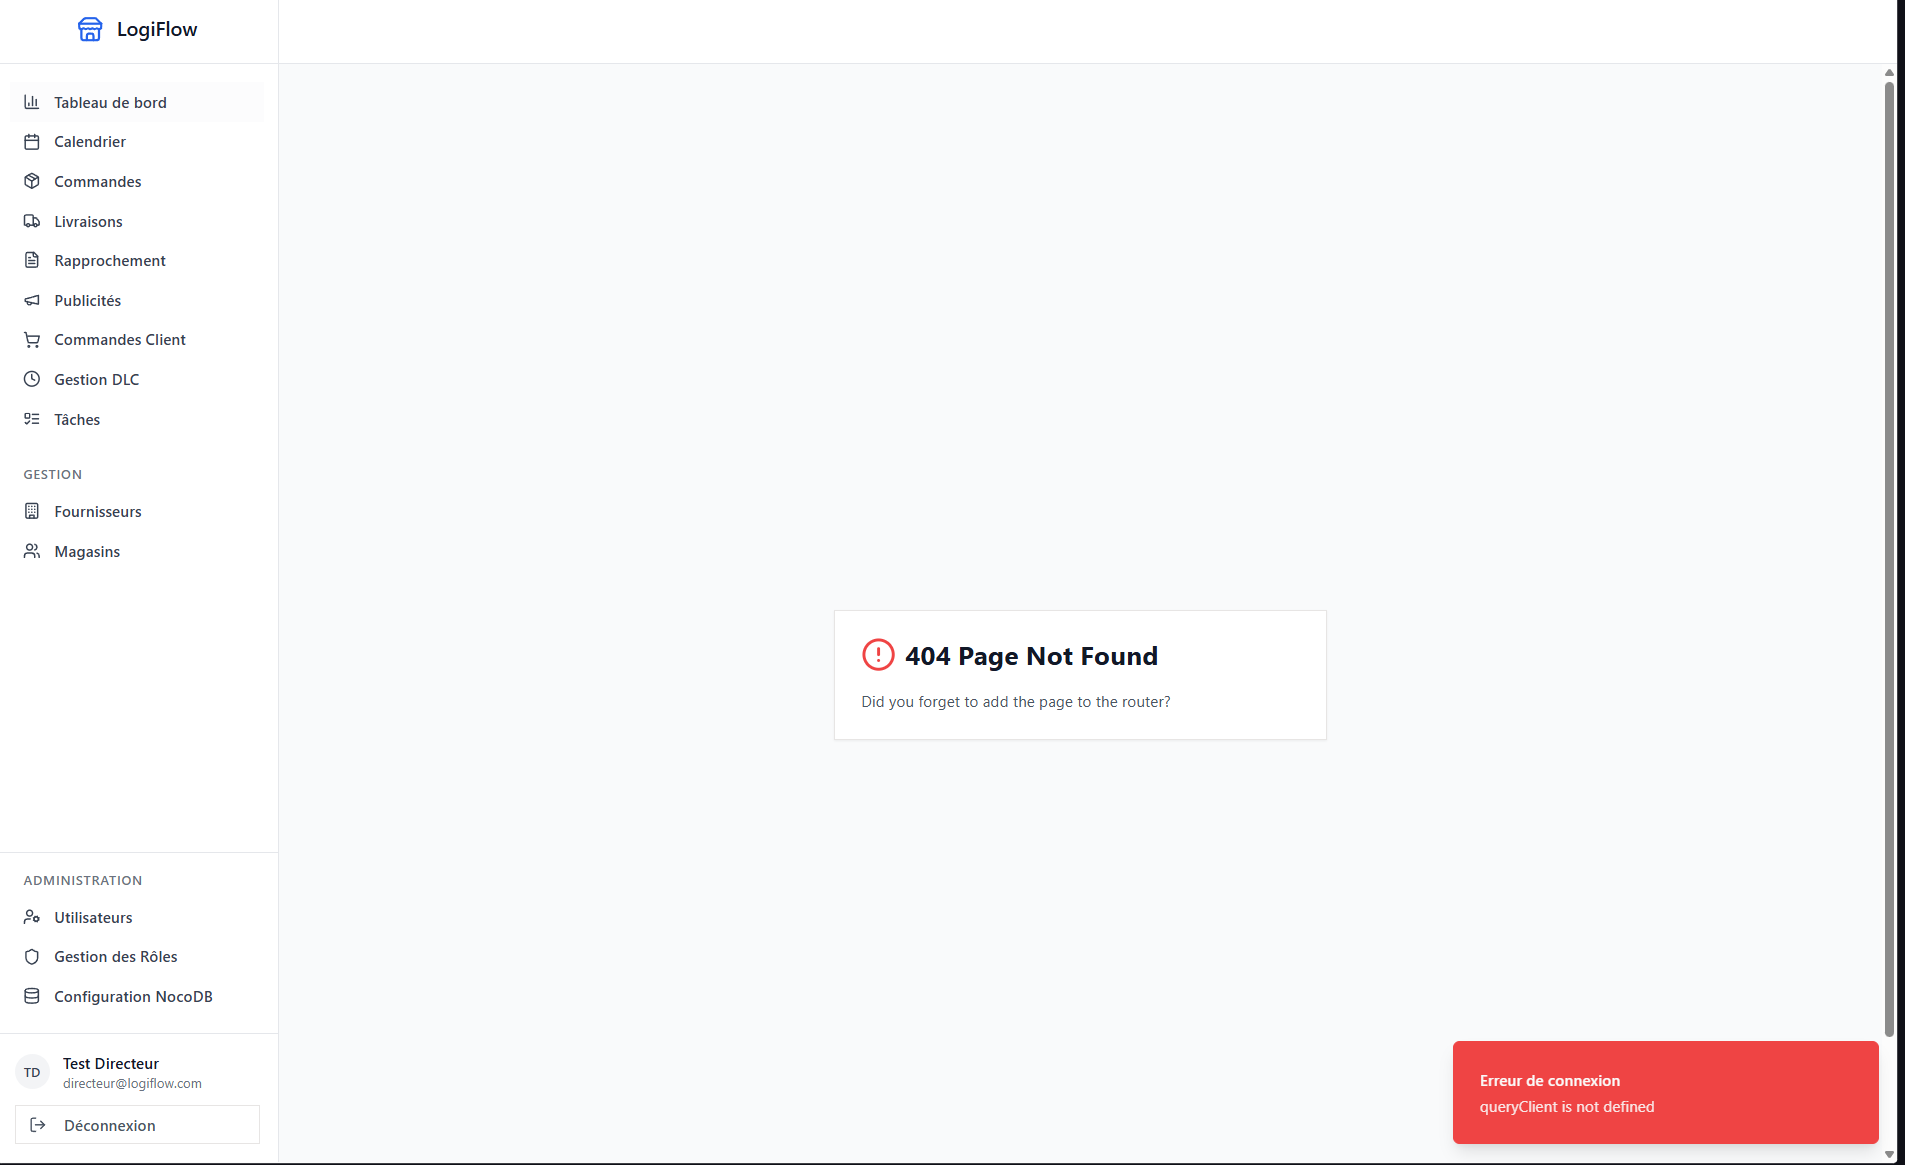 LogiFlow
Tableau de bord
Calendrier
Commandes
Livraisons
Rapprochement
Publicités
Commandes Client
Gestion DLC
Tâches
GESTION
Fournisseurs
Magasins
404 Page Not Found
Did you forget to add the page to the router?
ADMINISTRATION
Utilisateurs
Gestion des Rôles
Configuration NocoDB
TD
Test Directeur
directeur@logiflow.com
Déconnexion
Erreur de connexion
queryClient is not defined